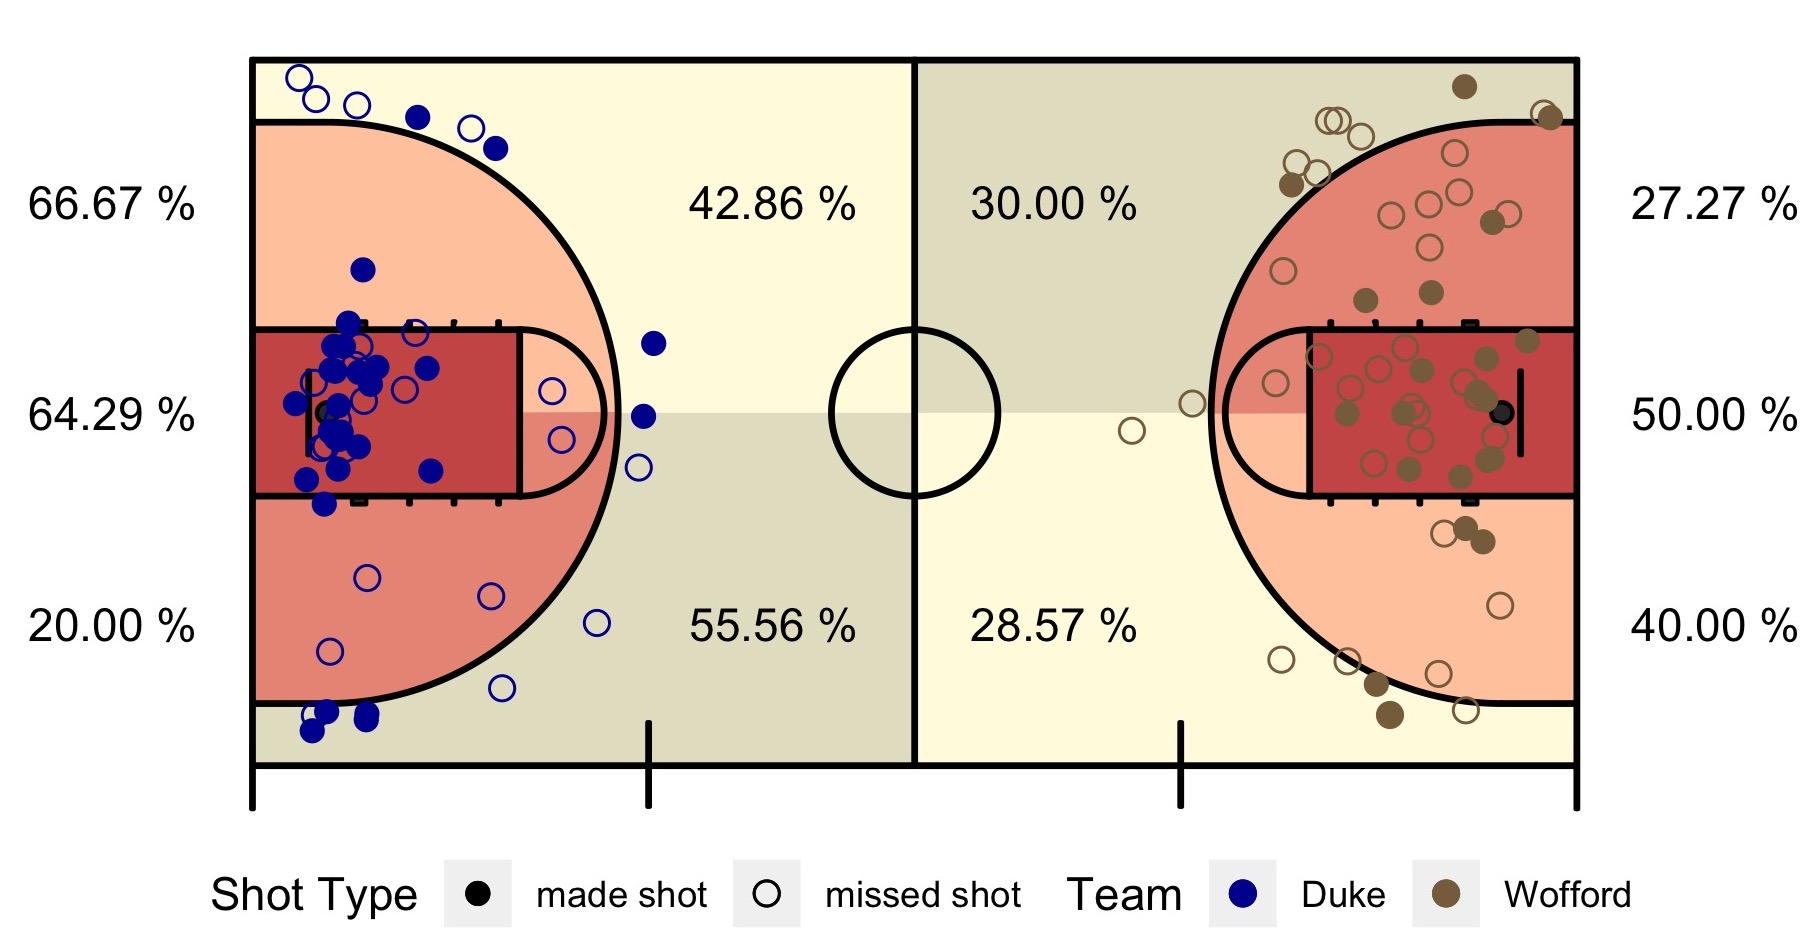 66.67 % 42.86 % 30.00 % 27.27 %
64.29 % 50.00 %
20.00 % 55.56 % 28.57 % 40.00 %
Shot Type made shot missed shot Team Duke Wofford